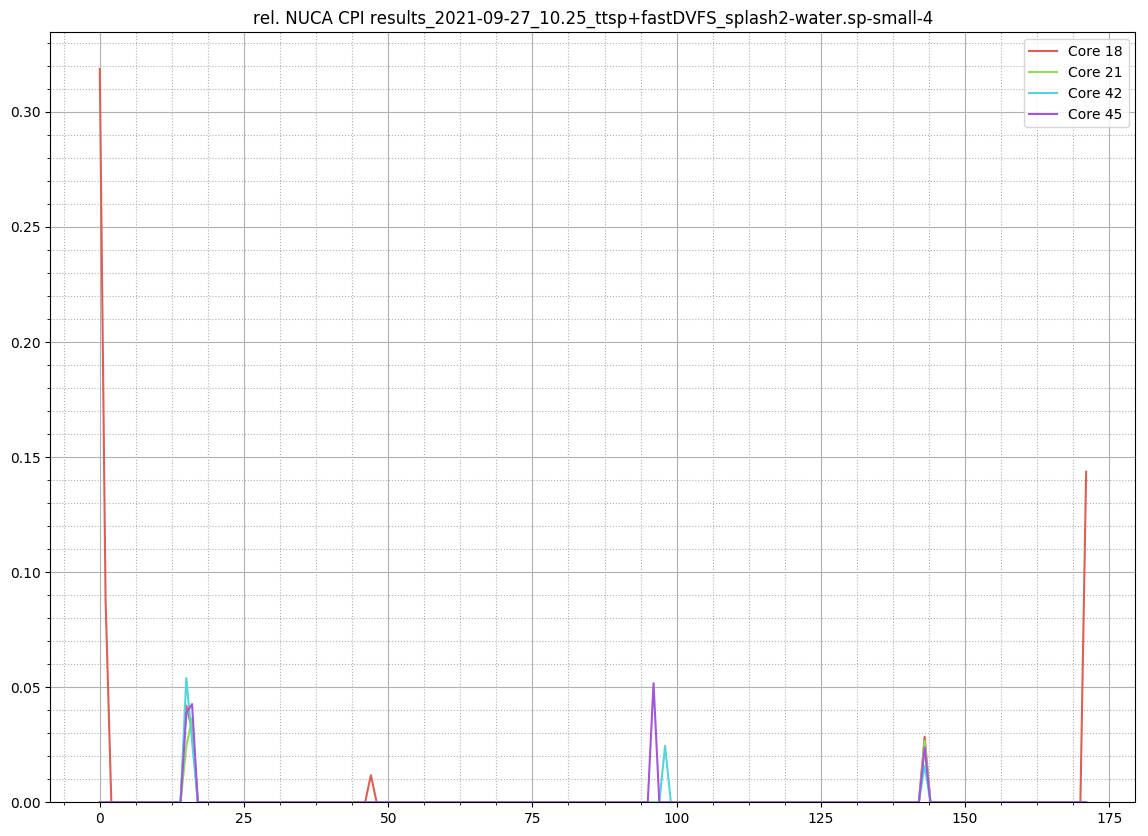 rel. NUCA CPI results_2021-09-27_10.25_ttsp+fastDVFS_splash2-water.sp-small-4
Core 18
Core 21
Core 42
Core 45
0.30
0.25
0.20
0.15
0.10
0.05
0.00
0 25 50 75 100 125 150 175